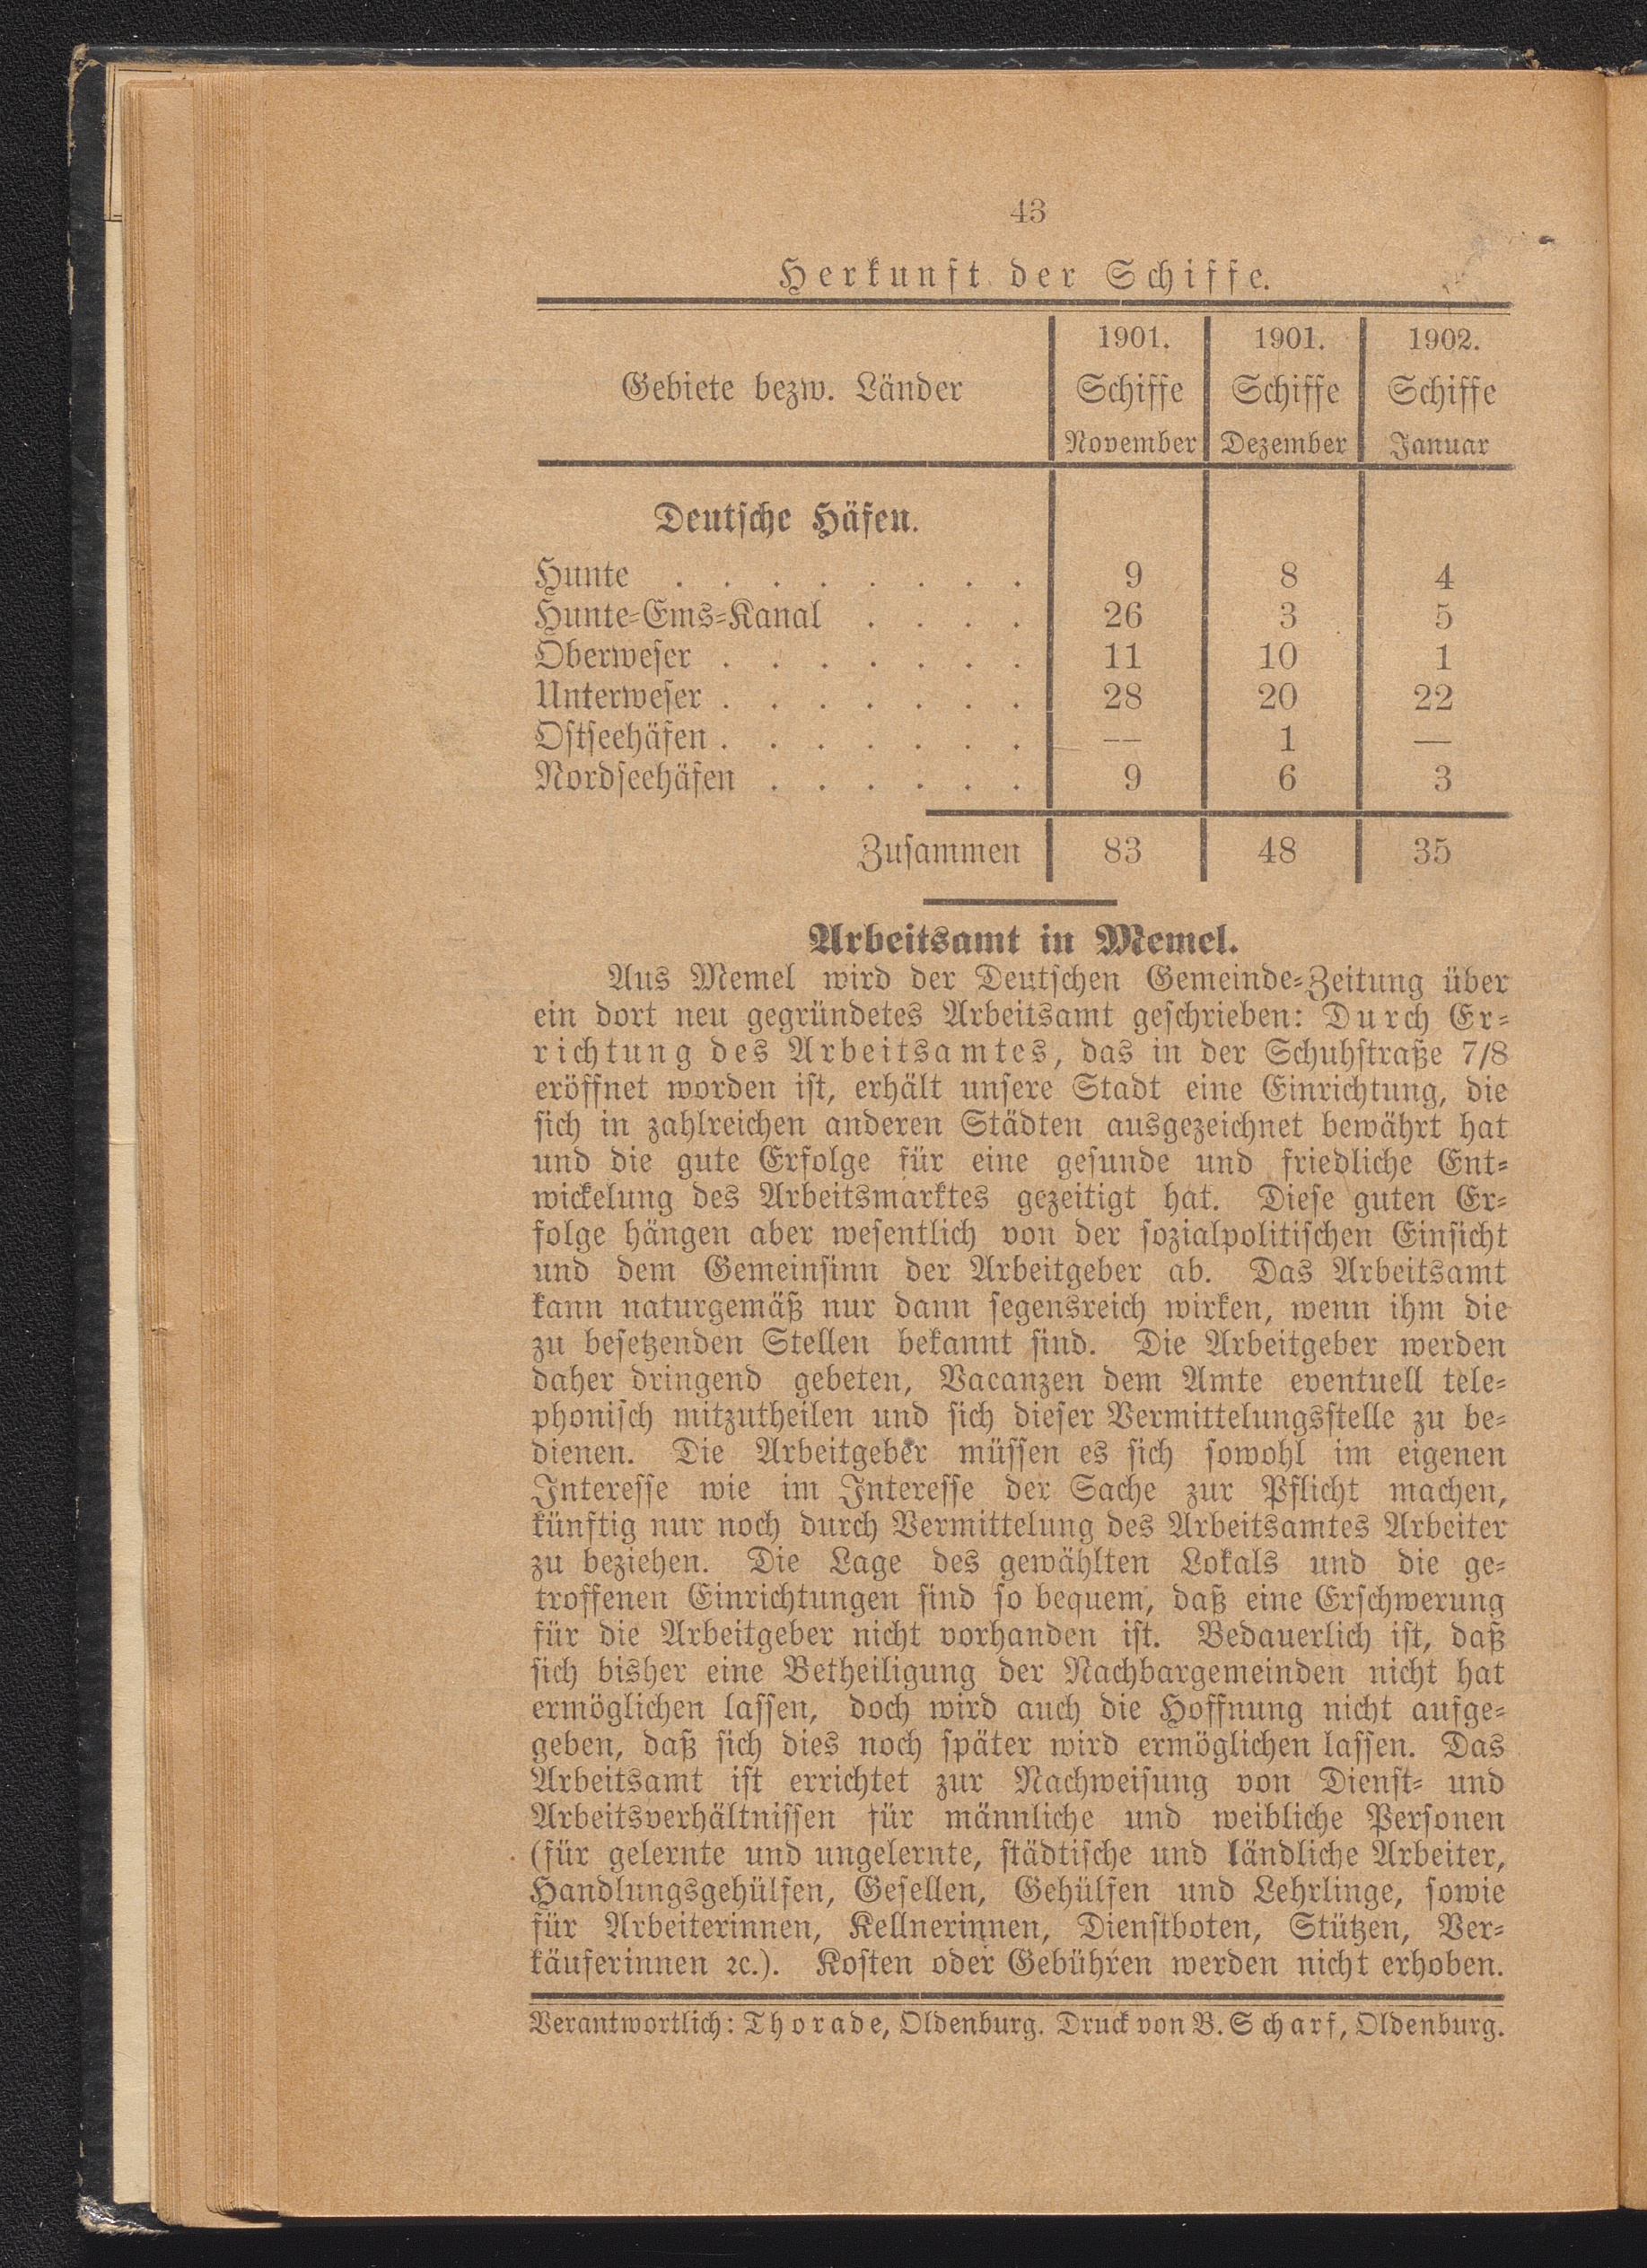 43
Herkunft der Schiffe.
Gebiete bezw. Länder | 1901. Schiffe November | 1901. Schiffe Dezember | 1902. Schiffe Januar
Deutsche Häfen.
Hunte . . . . . . . . 9 8 4
Hunte-Ems-Kanal . . . . 26 3 5
Oberweser . . . . . . . 11 10 1
Unterweser . . . . . . . 28 20 22
Ostseehäfen . . . . . . . — 1 —
Nordseehäfen . . . . . . 9 6 3
Zusammen 83 48 35
Arbeitsamt in Memel.
Aus Memel wird der Deutschen Gemeinde-Zeitung über
ein dort neu gegründetes Arbeitsamt geschrieben: Durch Er-
richtung des Arbeitsamtes, das in der Schuhstraße 7/8
eröffnet worden ist, erhält unsere Stadt eine Einrichtung, die
sich in zahlreichen anderen Städten ausgezeichnet bewährt hat
und die gute Erfolge für eine gesunde und friedliche Ent-
wickelung des Arbeitsmarktes gezeitigt hat. Diese guten Er-
folge hängen aber wesentlich von der sozialpolitischen Einsicht
und dem Gemeinsinn der Arbeitgeber ab. Das Arbeitsamt
kann naturgemäß nur dann segensreich wirken, wenn ihm die
zu besetzenden Stellen bekannt sind. Die Arbeitgeber werden
daher dringend gebeten, Vacanzen dem Amte eventuell tele-
phonisch mitzutheilen und sich dieser Vermittelungsstelle zu be-
dienen. Die Arbeitgeber müssen es sich sowohl im eigenen
Interesse wie im Interesse der Sache zur Pflicht machen,
künftig nur noch durch Vermittelung des Arbeitsamtes Arbeiter
zu beziehen. Die Lage des gewählten Lokals und die ge-
troffenen Einrichtungen sind so bequem, daß eine Erschwerung
für die Arbeitgeber nicht vorhanden ist. Bedauerlich ist, daß
sich bisher eine Betheiligung der Nachbargemeinden nicht hat
ermöglichen lassen, doch wird auch die Hoffnung nicht aufge-
geben, daß sich dies noch später wird ermöglichen lassen. Das
Arbeitsamt ist errichtet zur Nachweisung von Dienst- und
Arbeitsverhältnissen für männliche und weibliche Personen
(für gelernte und ungelernte, städtische und ländliche Arbeiter,
Handlungsgehülfen, Gesellen, Gehülfen und Lehrlinge, sowie
für Arbeiterinnen, Kellnerinnen, Dienstboten, Stützen, Ver-
käuferinnen ꝛc.). Kosten oder Gebühren werden nicht erhoben.
Verantwortlich: Thorade, Oldenburg. Druck von B. Scharf, Oldenburg.